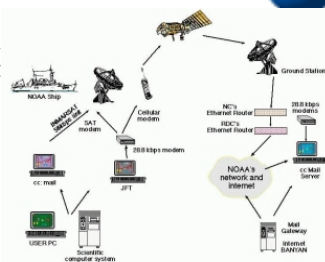 NOAA Ship
INMARSAT
56kbps link
SAT
modem
Cellular
modem
28.8 kbps modem
cc: mail
JFT
USER PC
Scientific
computer system
Ground Station
NC's
Ethernet Router
RDC's
Ethernet Router
28.8 kbps
modems
NOAA's
network and
internet
cc:Mail
Server
Mail
Gateway
Internet
BANYAN